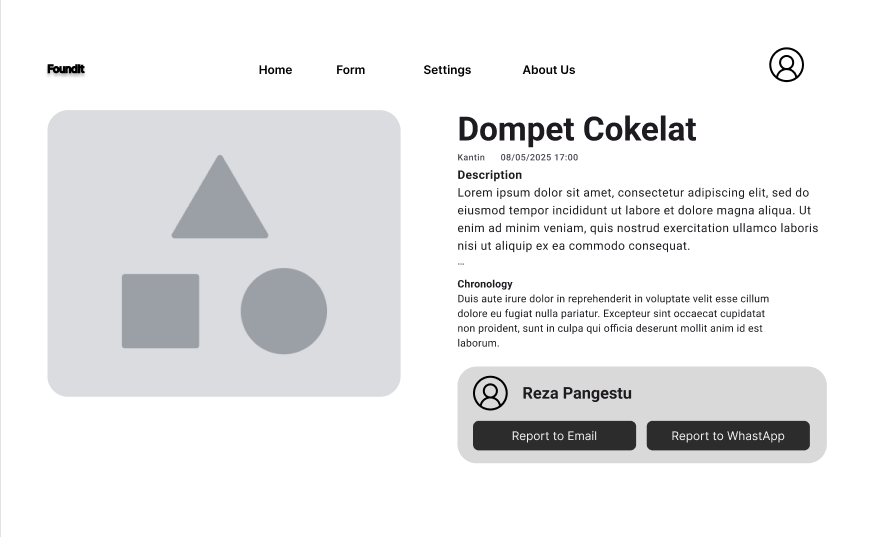 FoundIt
Home Form Settings About Us
Dompet Cokelat
Kantin 08/05/2025 17:00
Description
Lorem ipsum dolor sit amet, consectetur adipiscing elit, sed do
eiusmod tempor incididunt ut labore et dolore magna aliqua. Ut
enim ad minim veniam, quis nostrud exercitation ullamco laboris
nisi ut aliquip ex ea commodo consequat.
...
Chronology
Duis aute irure dolor in reprehenderit in voluptate velit esse cillum
dolore eu fugiat nulla pariatur. Excepteur sint occaecat cupidatat
non proident, sunt in culpa qui officia deserunt mollit anim id est
laborum.
Reza Pangestu
Report to Email Report to WhastApp